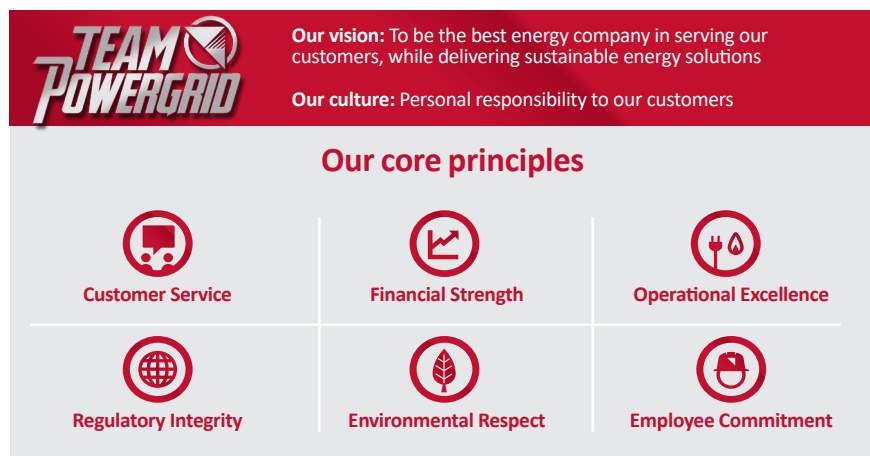 TEAM
POWERGRID
Our vision: To be the best energy company in serving our
customers, while delivering sustainable energy solutions
Our culture: Personal responsibility to our customers
Our core principles
Customer Service
Financial Strength
Operational Excellence
Regulatory Integrity
Environmental Respect
Employee Commitment